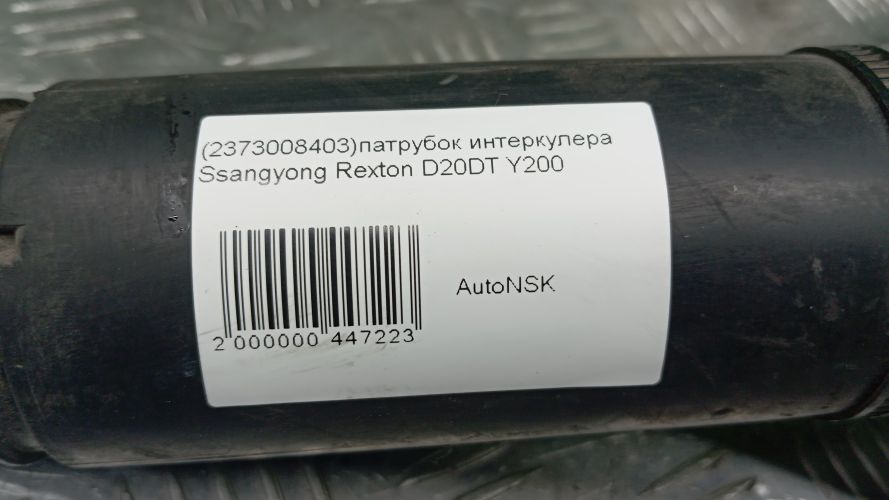 (2373008403)патрубок интеркулера
Ssangyong Rexton D20DT Y200
AutoNSK
2 000000 447223